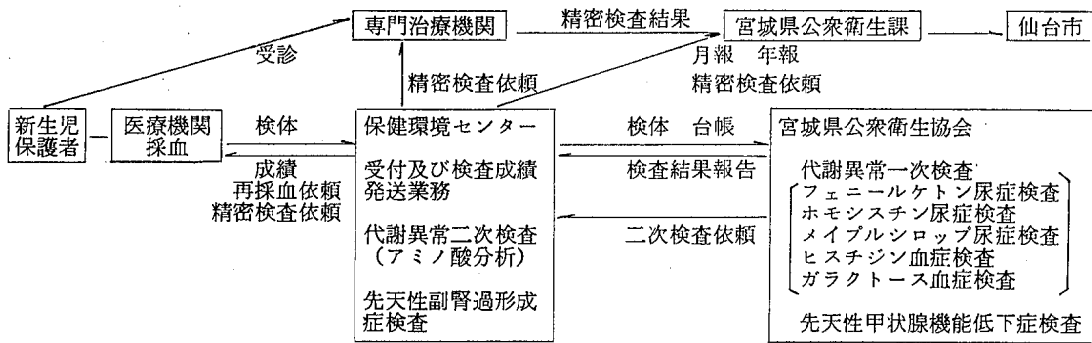 専門治療機関
精密検査結果
宮城県公衆衛生課
仙台市
受診
月報 年報
精密検査依頼
精密検査依頼
新生児
保護者
医療機関
採血
検体
成績
再採血依頼
精密検査依頼
保健環境センター
受付及び検査成績
発送業務
代謝異常二次検査
(アミノ酸分析)
先天性副腎過形成
症検査
検体 台帳
検査結果報告
二次検査依頼
宮城県公衆衛生協会
代謝異常一次検査
フェニールケトン尿症検査
ホモシスチン尿症検査
メイプルシロップ尿症検査
ヒスチジン血症検査
ガラクトース血症検査
先天性甲状腺機能低下症検査